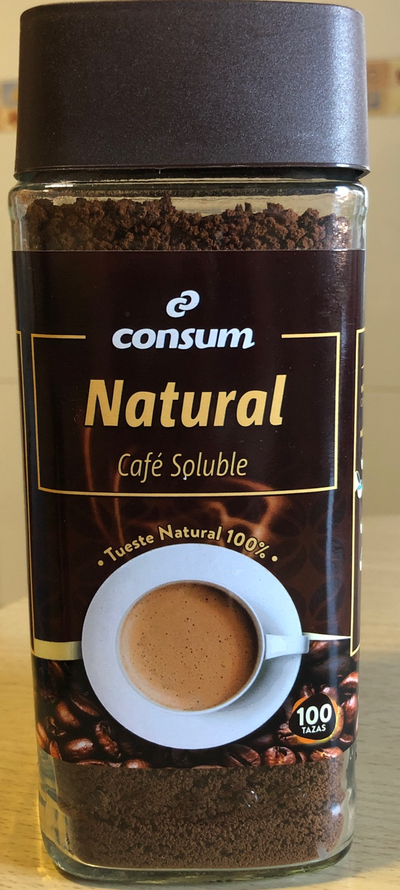 consum
Natural
Café Soluble
• Tueste Natural 100% •
100
TAZAS